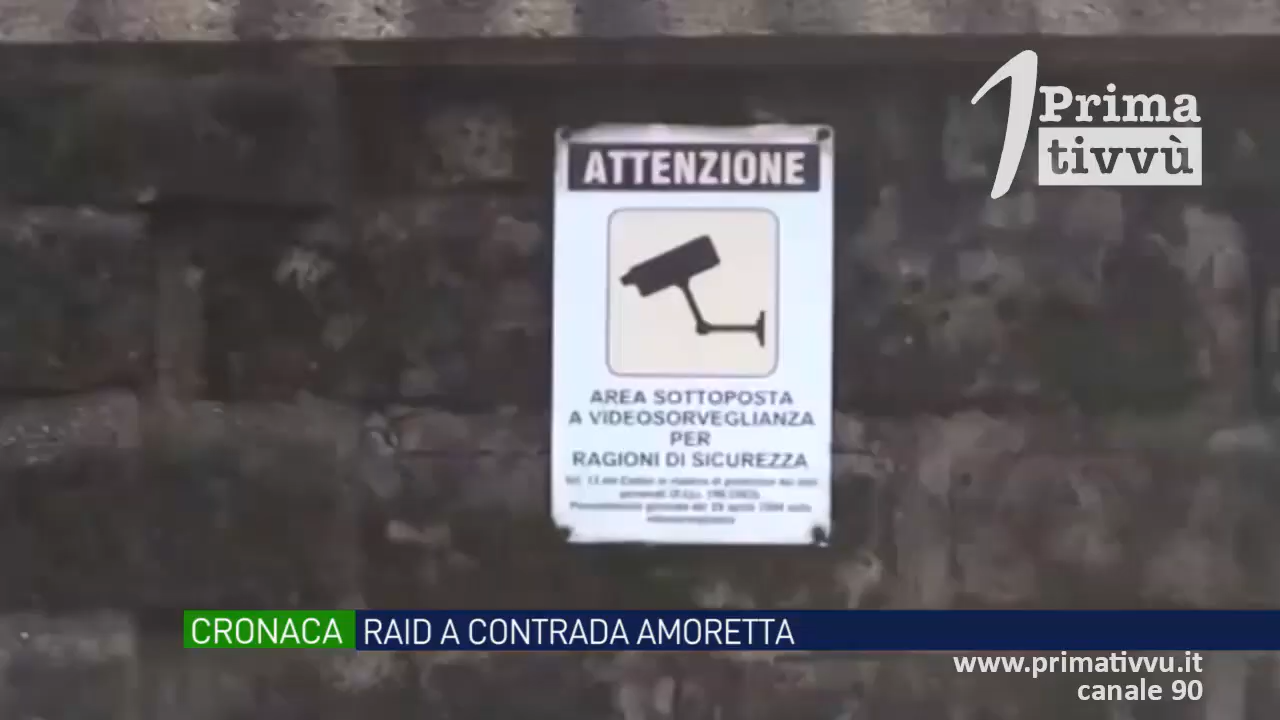 1 Prima
tivvù
ATTENZIONE
AREA SOTTOPOSTA
A VIDEOSORVEGLIANZA
PER
RAGIONI DI SICUREZZA
CRONACA RAID A CONTRADA AMORETTA
www.primativvu.it
canale 90